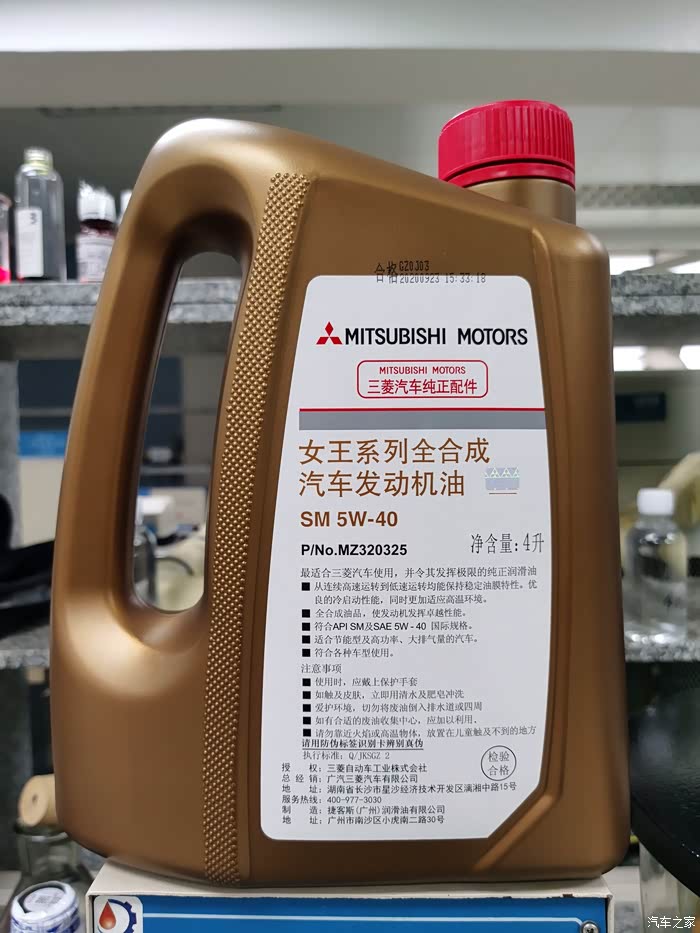 合格 GZ0J03
20200923 15:33:18
MITSUBISHI MOTORS
MITSUBISHI MOTORS
三菱汽车纯正配件
女王系列全合成
汽车发动机油
SM 5W-40
P/No.MZ320325
净含量:4升
最适合三菱汽车使用，并令其发挥极限的纯正润滑油
■ 从连续高速运转到低速运转均能保持稳定油膜特性。优
良的冷启动性能，同时更加适应高温环境。
■ 全合成油品，使发动机发挥卓越性能。
■ 符合API SM及SAE 5W - 40 国际规格。
■ 适合节能型及高功率、大排气量的汽车。
■ 符合各种车型使用。
注意事项
■ 使用时，应戴上保护手套
■ 如触及皮肤，立即用清水及肥皂冲洗
■ 爱护环境，切勿将废油倒入排水道或四周
■ 如有合适的废油收集中心，应加以利用．
■ 请勿靠近火焰或高温物体，放置在儿童触及不到的地方
请用防伪标签识别卡辨别真伪
执行标准：Q/JKSGZ 2
检验
合格
授 权：三菱自动车工业株式会社
总 经 销：广汽三菱汽车有限公司
地 址：湖南省长沙市星沙经济技术开发区漓湘中路15号
服务热线：400-977-3030
制 造：捷客斯(广州)润滑油有限公司
地 址：广州市南沙区小虎南二路30号
3
汽车之家